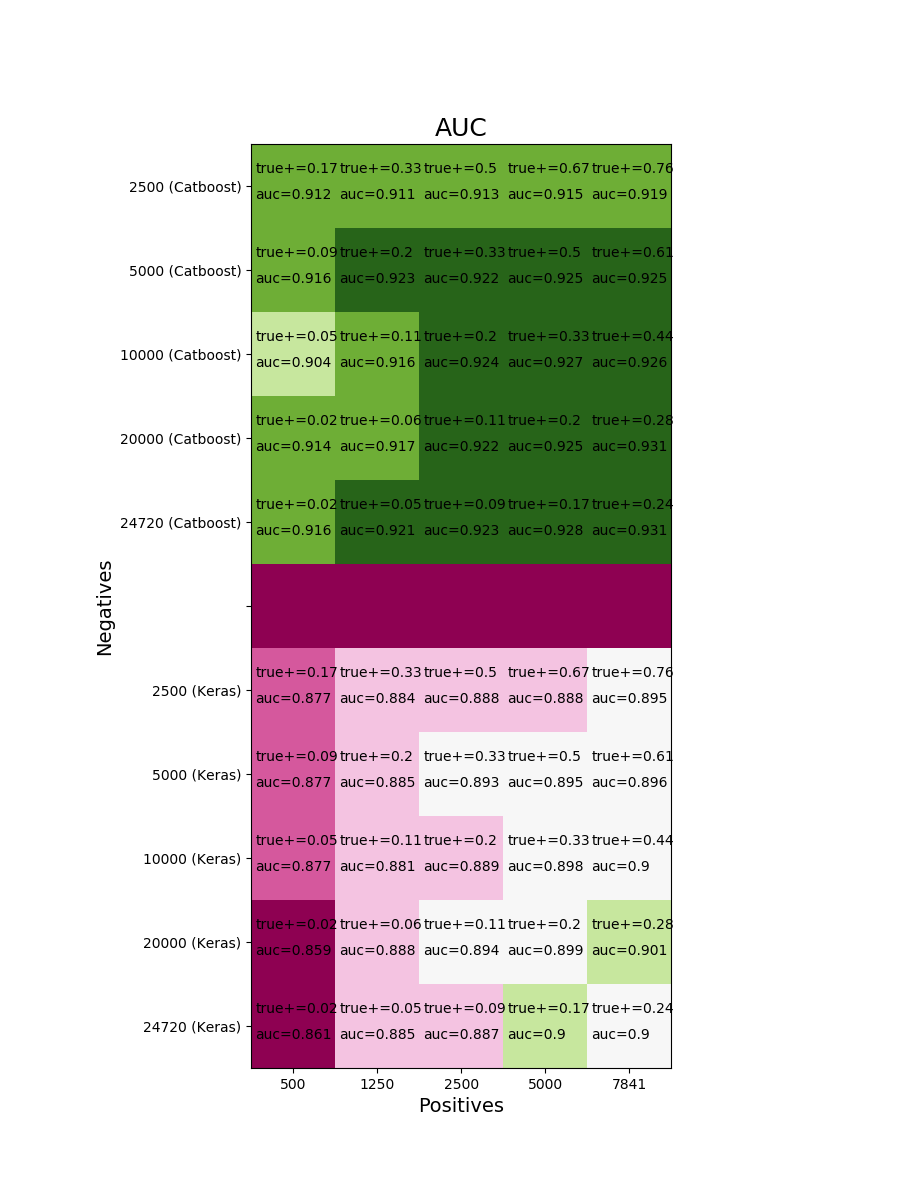 AUC
2500 (Catboost)
true+=0.17 true+=0.33 true+=0.5 true+=0.67 true+=0.76
auc=0.912 auc=0.911 auc=0.913 auc=0.915 auc=0.919
5000 (Catboost)
true+=0.09 true+=0.2 true+=0.33 true+=0.5 true+=0.61
auc=0.916 auc=0.923 auc=0.922 auc=0.925 auc=0.925
10000 (Catboost)
true+=0.05 true+=0.11 true+=0.2 true+=0.33 true+=0.44
auc=0.904 auc=0.916 auc=0.924 auc=0.927 auc=0.926
20000 (Catboost)
true+=0.02 true+=0.06 true+=0.11 true+=0.2 true+=0.28
auc=0.914 auc=0.917 auc=0.922 auc=0.925 auc=0.931
24720 (Catboost)
true+=0.02 true+=0.05 true+=0.09 true+=0.17 true+=0.24
auc=0.916 auc=0.921 auc=0.923 auc=0.928 auc=0.931
Negatives
2500 (Keras)
true+=0.17 true+=0.33 true+=0.5 true+=0.67 true+=0.76
auc=0.877 auc=0.884 auc=0.888 auc=0.888 auc=0.895
5000 (Keras)
true+=0.09 true+=0.2 true+=0.33 true+=0.5 true+=0.61
auc=0.877 auc=0.885 auc=0.893 auc=0.895 auc=0.896
10000 (Keras)
true+=0.05 true+=0.11 true+=0.2 true+=0.33 true+=0.44
auc=0.877 auc=0.881 auc=0.889 auc=0.898 auc=0.9
20000 (Keras)
true+=0.02 true+=0.06 true+=0.11 true+=0.2 true+=0.28
auc=0.859 auc=0.888 auc=0.894 auc=0.899 auc=0.901
24720 (Keras)
true+=0.02 true+=0.05 true+=0.09 true+=0.17 true+=0.24
auc=0.861 auc=0.885 auc=0.887 auc=0.9 auc=0.9
500 1250 2500 5000 7841
Positives